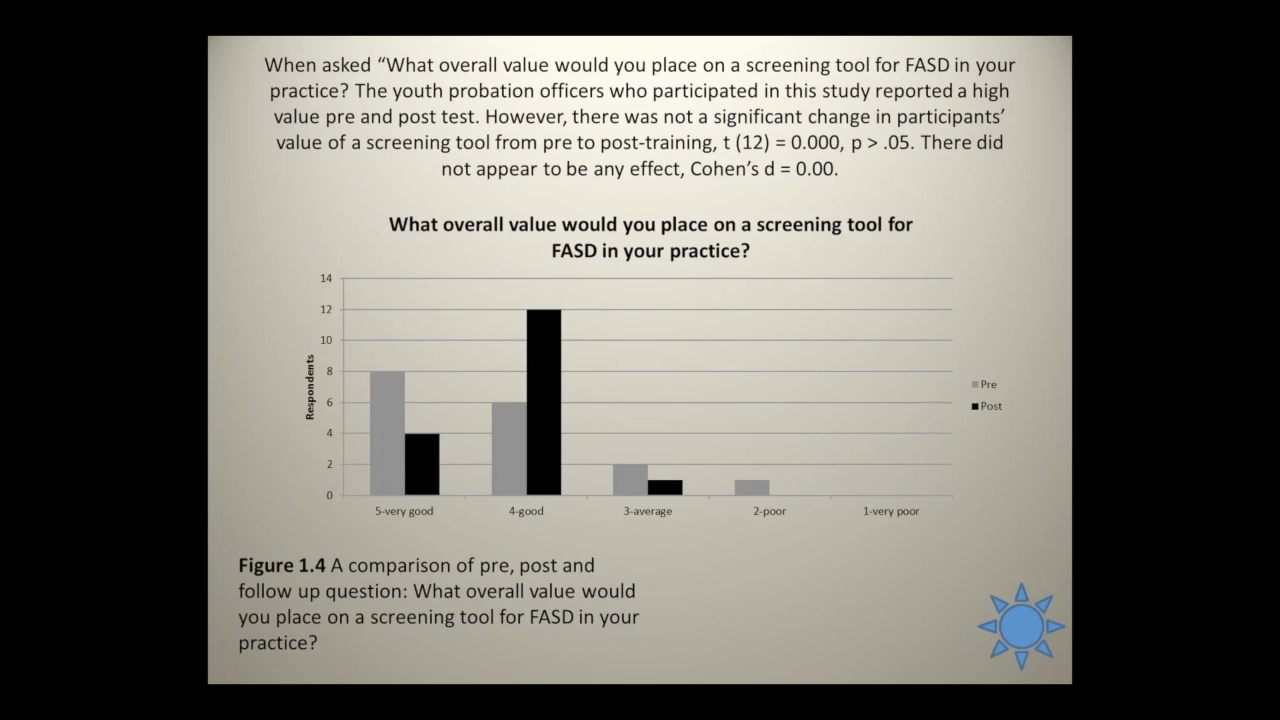 When asked “What overall value would you place on a screening tool for FASD in your
practice? The youth probation officers who participated in this study reported a high
value pre and post test. However, there was not a significant change in participants’
value of a screening tool from pre to post-training, t (12) = 0.000, p > .05. There did
not appear to be any effect, Cohen’s d = 0.00.
What overall value would you place on a screening tool for
FASD in your practice?
14
12
10
8
6
4
2
0
Respondents
5-very good
4-good
3-average
2-poor
1-very poor
Pre
Post
Figure 1.4 A comparison of pre, post and
follow up question: What overall value would
you place on a screening tool for FASD in your
practice?